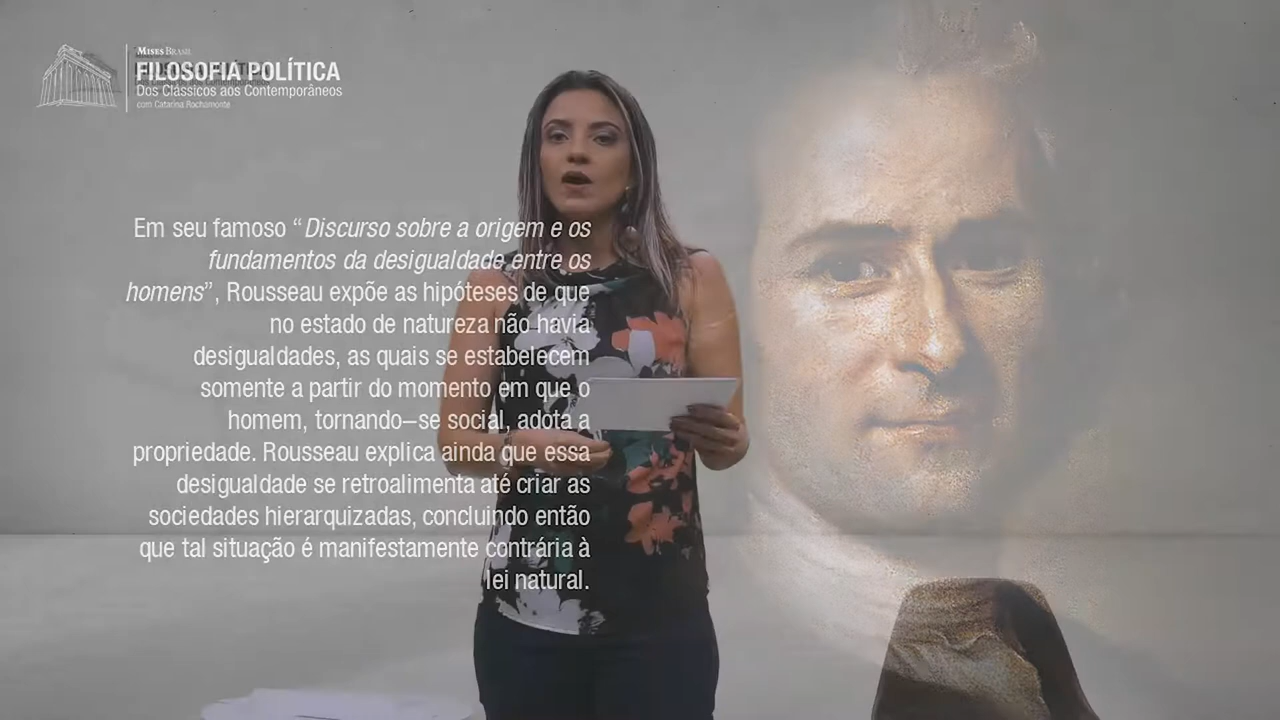 MISES BRASIL
FILOSOFIA POLÍTICA
Dos Clássicos aos Contemporâneos
com Catarina Rochamonte
Em seu famoso “Discurso sobre a origem e os
fundamentos da desigualdade entre os
homens”, Rousseau expõe as hipóteses de que
no estado de natureza não havia
desigualdades, as quais se estabelecem
somente a partir do momento em que o
homem, tornando–se social, adota a
propriedade. Rousseau explica ainda que essa
desigualdade se retroalimenta até criar as
sociedades hierarquizadas, concluindo então
que tal situação é manifestamente contrária à
lei natural.